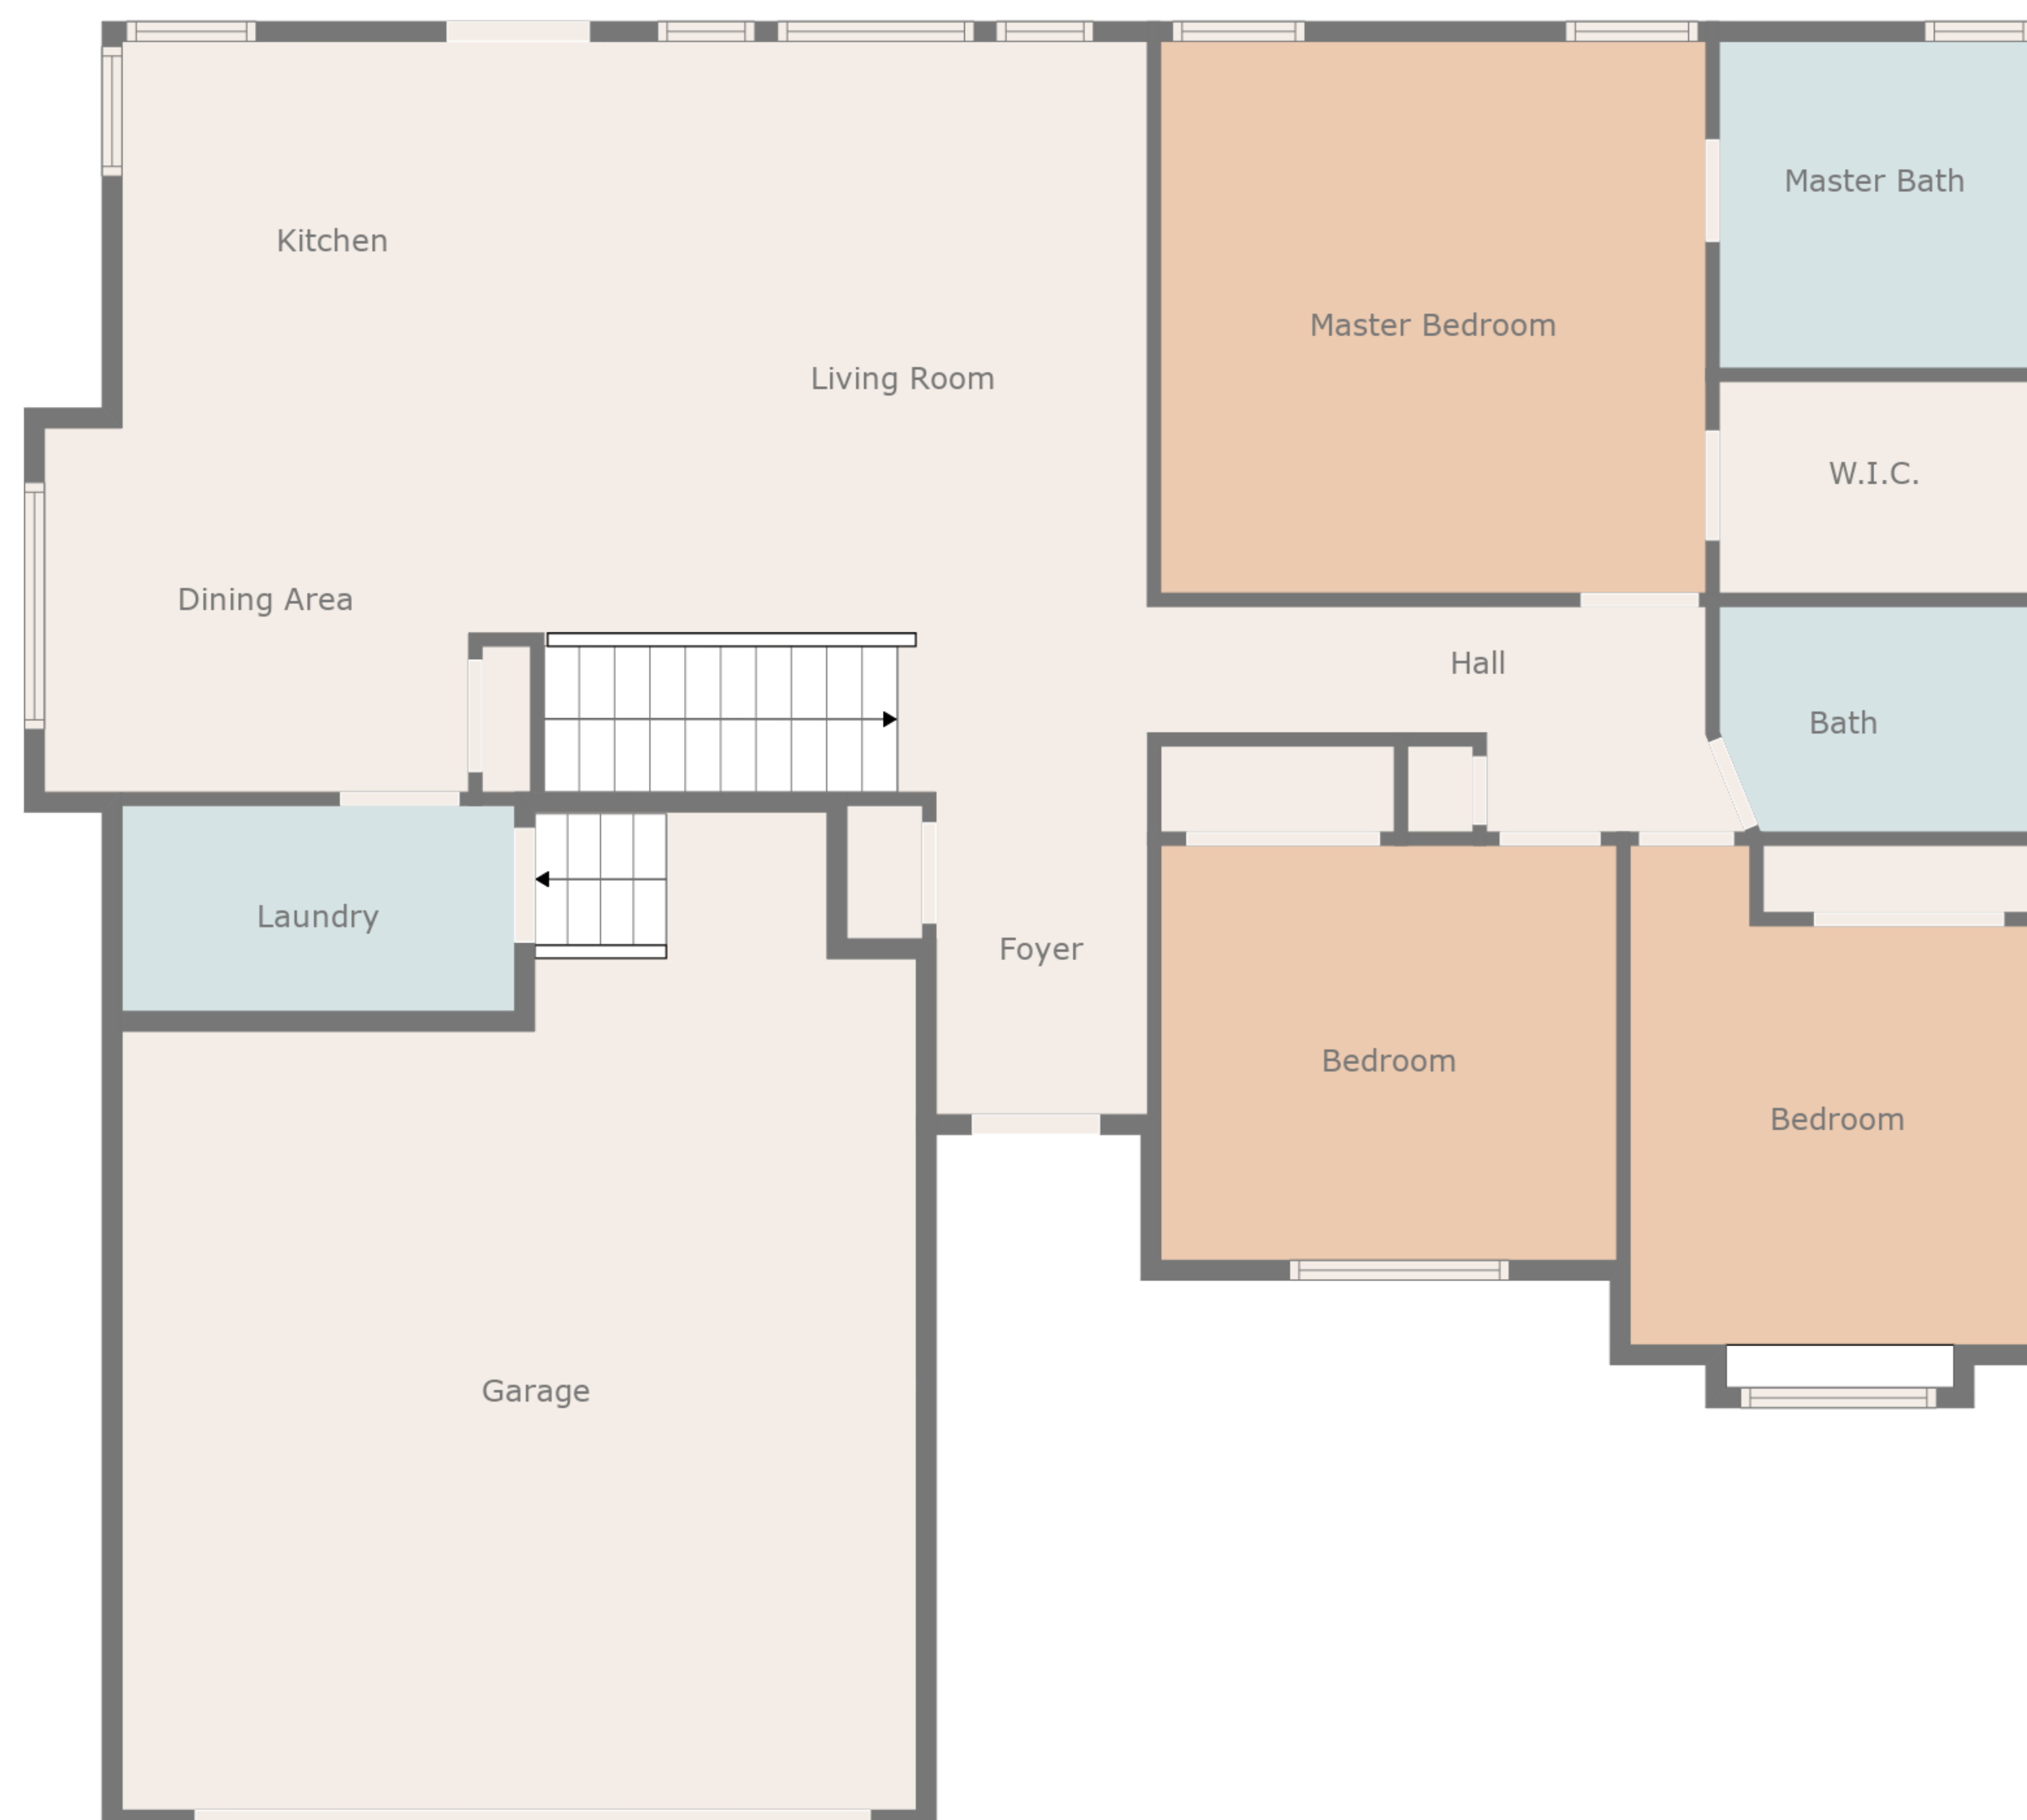 Master Bath
Kitchen
Master Bedroom
Living Room
W.I.C.
Dining Area
Hall
Bath
Laundry
Foyer
Bedroom
Bedroom
Garage